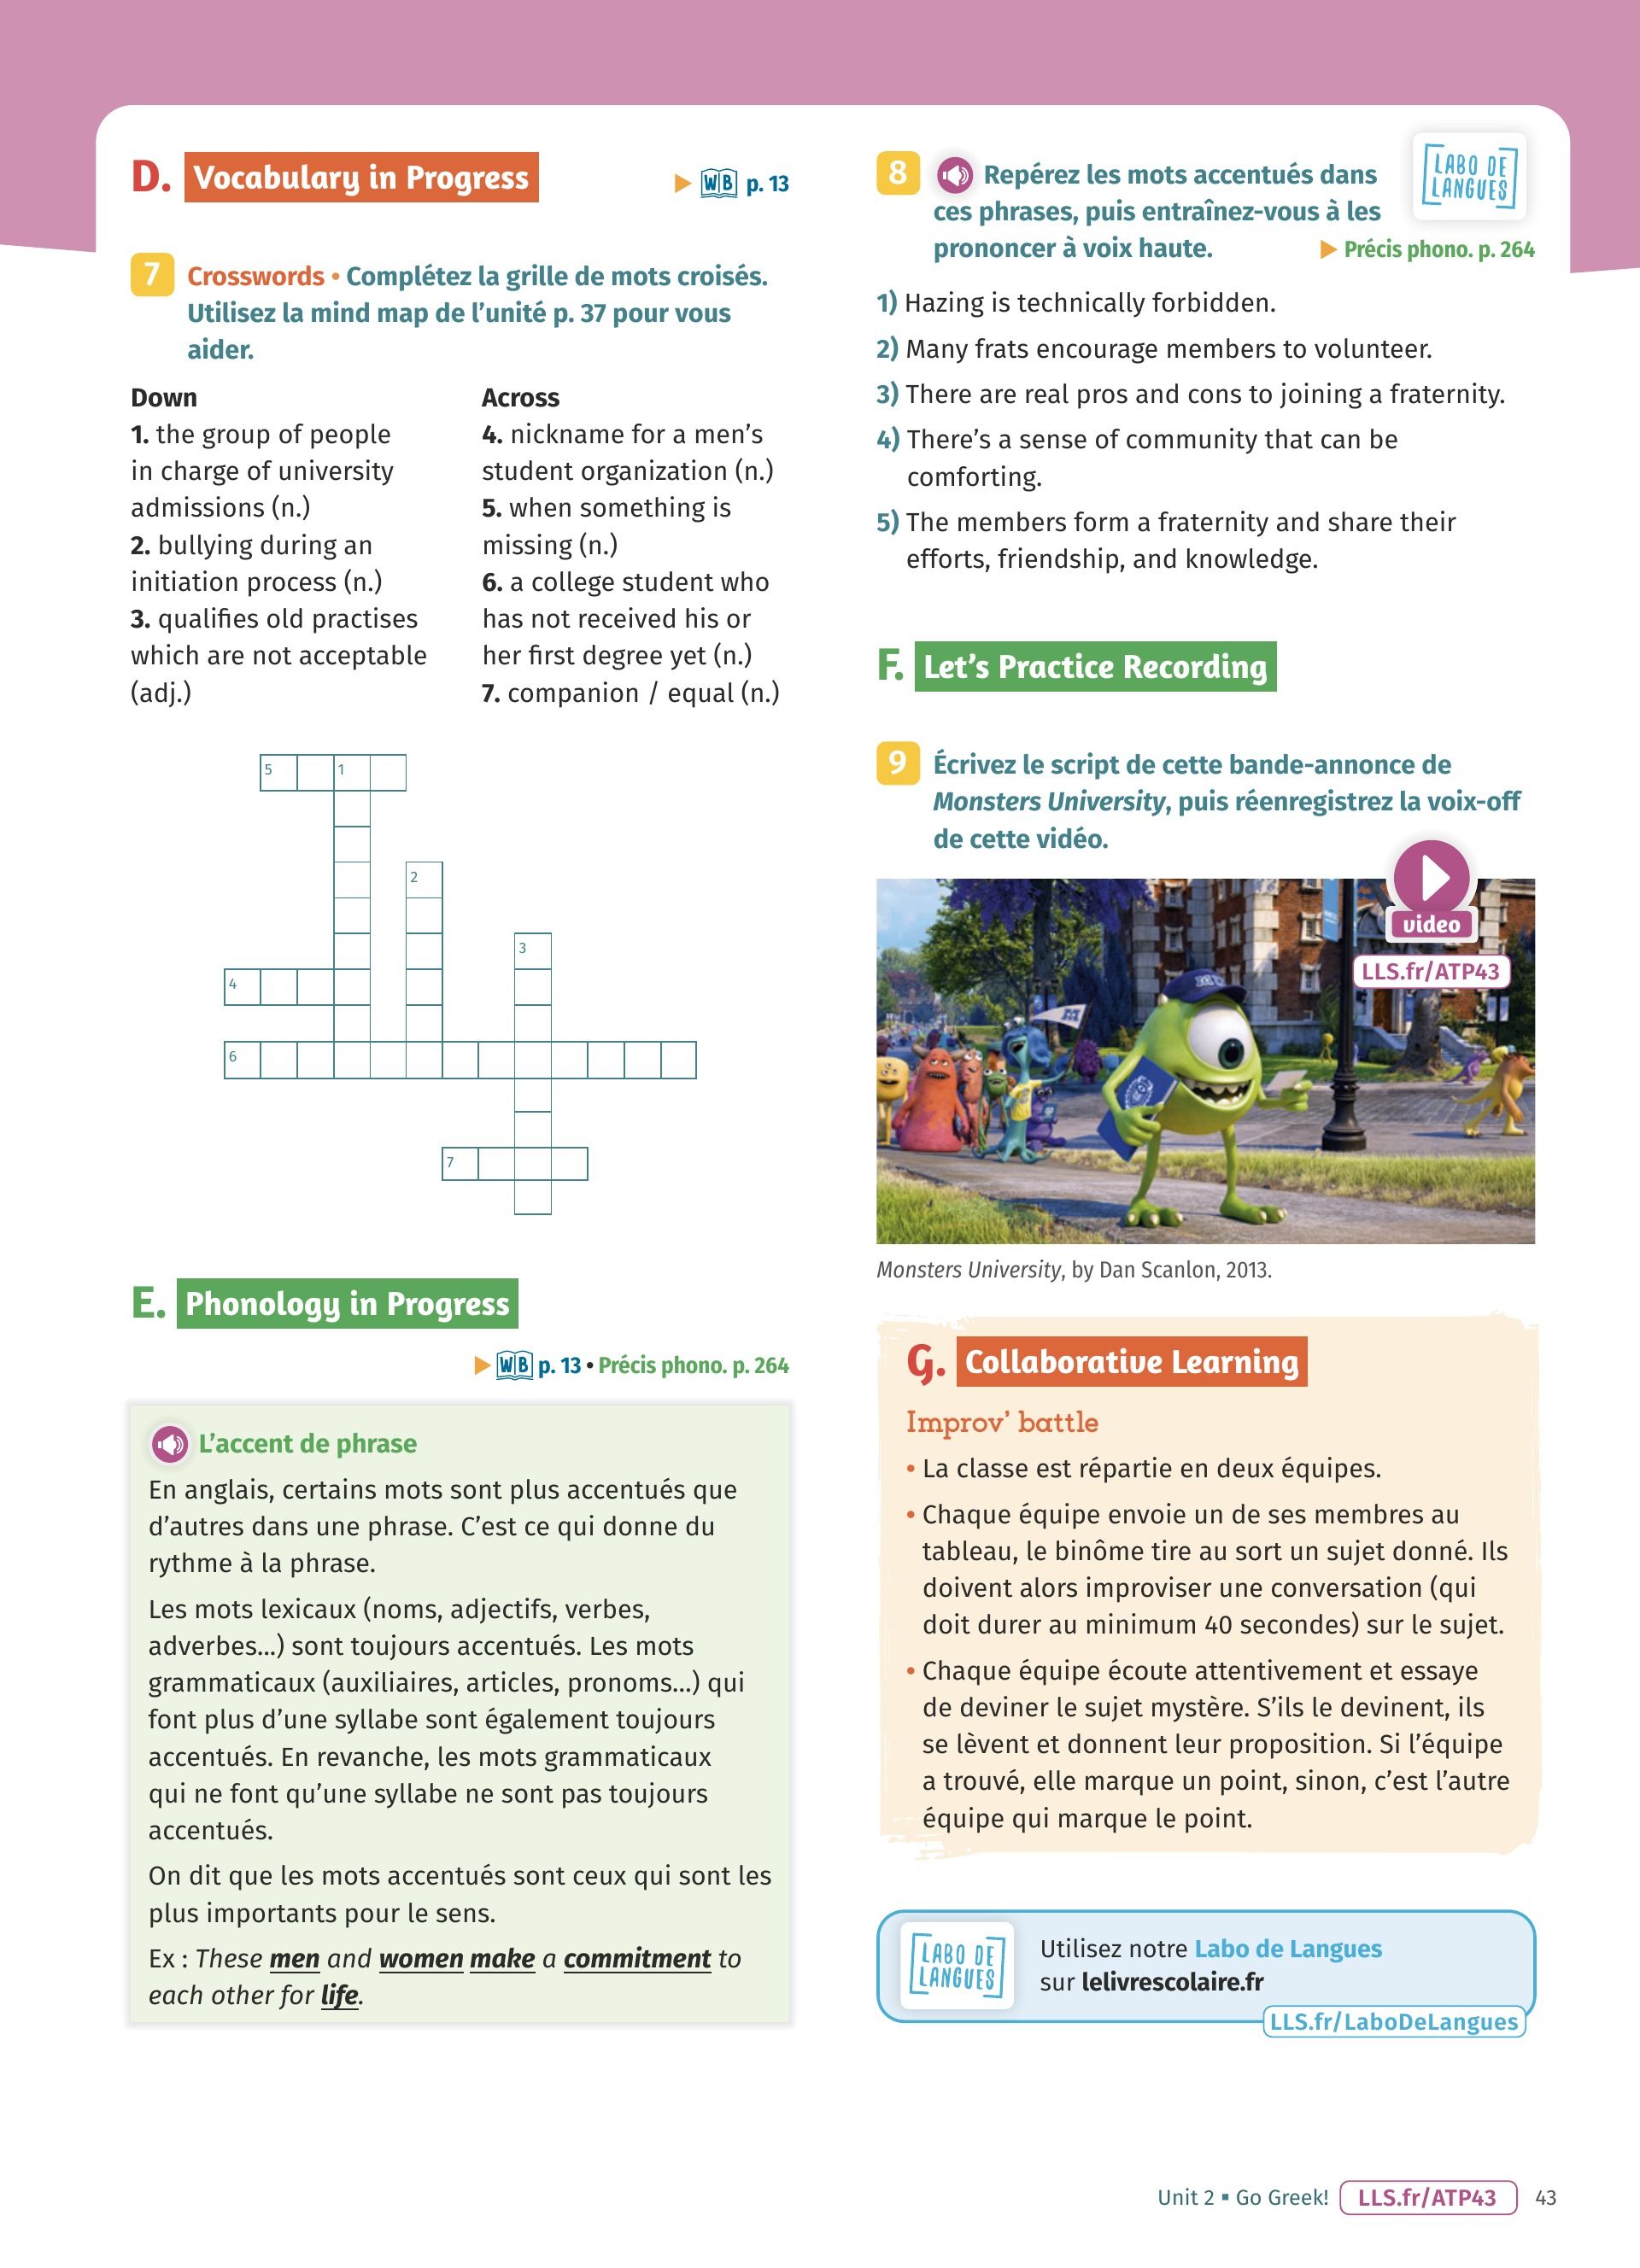 D. Vocabulary in Progress
WB p. 13
7 Crosswords • Complétez la grille de mots croisés.
Utilisez la mind map de l'unité p. 37 pour vous
aider.
Down
1. the group of people
in charge of university
admissions (n.)
2. bullying during an
initiation process (n.)
3. qualifies old practises
which are not acceptable
(adj.)
Across
4. nickname for a men's
student organization (n.)
5. when something is
missing (n.)
6. a college student who
has not received his or
her first degree yet (n.)
7. companion / equal (n.)
5 1
2
3
4
6
7
E. Phonology in Progress
WB p. 13 • Précis phono. p. 264
L'accent de phrase
En anglais, certains mots sont plus accentués que
d'autres dans une phrase. C'est ce qui donne du
rythme à la phrase.
Les mots lexicaux (noms, adjectifs, verbes,
adverbes...) sont toujours accentués. Les mots
grammaticaux (auxiliaires, articles, pronoms...) qui
font plus d'une syllabe sont également toujours
accentués. En revanche, les mots grammaticaux
qui ne font qu'une syllabe ne sont pas toujours
accentués.
On dit que les mots accentués sont ceux qui sont les
plus importants pour le sens.
Ex : These men and women make a commitment to
each other for life.
8 Repérez les mots accentués dans
ces phrases, puis entraînez-vous à les
prononcer à voix haute.
LABO DE
LANGUES
Précis phono. p. 264
1) Hazing is technically forbidden.
2) Many frats encourage members to volunteer.
3) There are real pros and cons to joining a fraternity.
4) There's a sense of community that can be
comforting.
5) The members form a fraternity and share their
efforts, friendship, and knowledge.
F. Let's Practice Recording
9 Écrivez le script de cette bande-annonce de
Monsters University, puis réenregistrez la voix-off
de cette vidéo.
video
LLS.fr/ATP43
M
Monsters University, by Dan Scanlon, 2013.
G. Collaborative Learning
Improv' battle
• La classe est répartie en deux équipes.
• Chaque équipe envoie un de ses membres au
tableau, le binôme tire au sort un sujet donné. Ils
doivent alors improviser une conversation (qui
doit durer au minimum 40 secondes) sur le sujet.
• Chaque équipe écoute attentivement et essaye
de deviner le sujet mystère. S'ils le devinent, ils
se lèvent et donnent leur proposition. Si l'équipe
a trouvé, elle marque un point, sinon, c'est l'autre
équipe qui marque le point.
LABO DE
LANGUES
Utilisez notre Labo de Langues
sur lelivrescolaire.fr
LLS.fr/LaboDeLangues
Unit 2 ▪ Go Greek! LLS.fr/ATP43 43